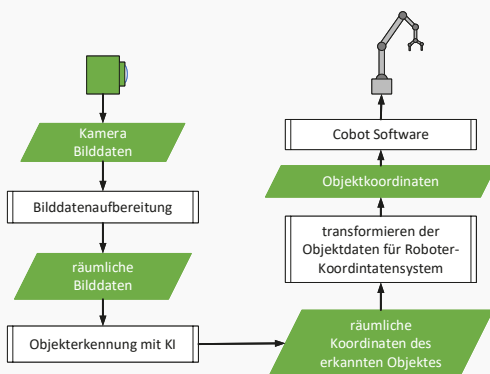 Kamera
Bilddaten
Bilddatenaufbereitung
räumliche
Bilddaten
Objekterkennung mit KI
räumliche
Koordinaten des
erkannten Objektes
transformieren der
Objektdaten für Roboter-
Koordintatensystem
Objektkoordinaten
Cobot Software